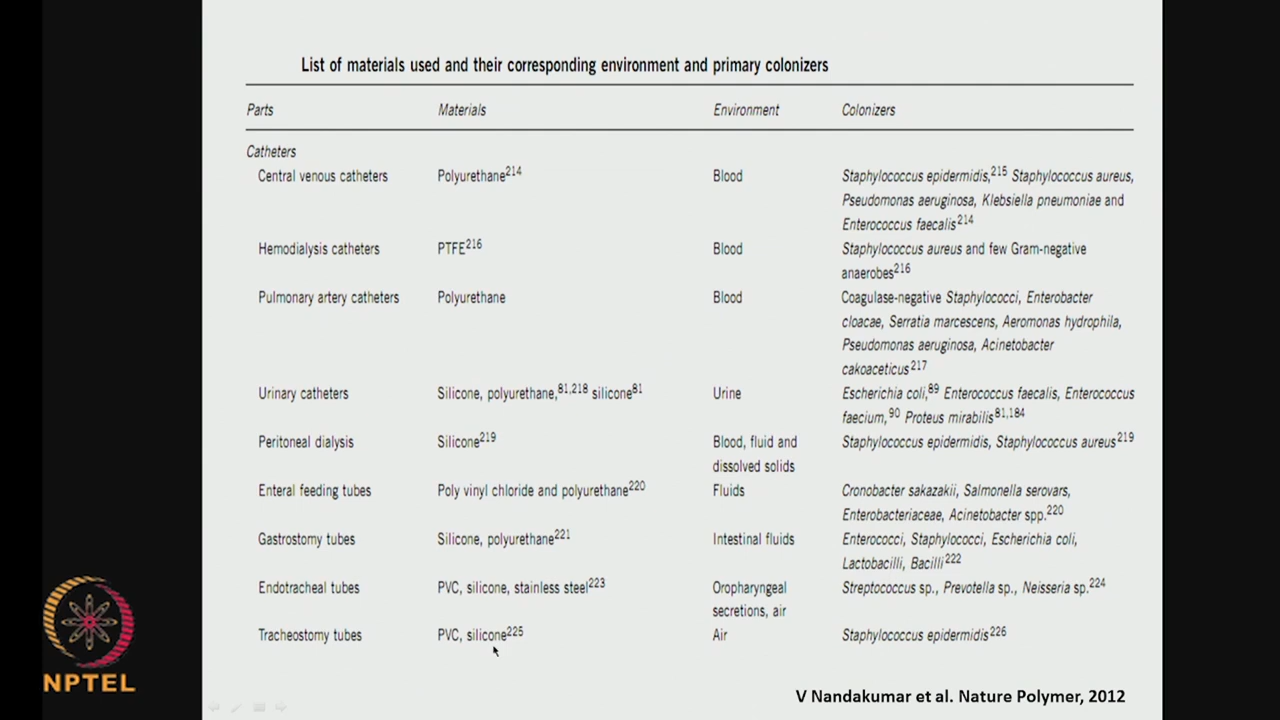 List of materials used and their corresponding environment and primary colonizers
Parts Materials Environment Colonizers
Catheters
Central venous catheters Polyurethane214 Blood Staphylococcus epidermidis,215 Staphylococcus aureus,
Pseudomonas aeruginosa, Klebsiella pneumoniae and
Enterococcus faecalis214
Hemodialysis catheters PTFE216 Blood Staphylococcus aureus and few Gram-negative
anaerobes216
Pulmonary artery catheters Polyurethane Blood Coagulase-negative Staphylococci, Enterobacter
cloacae, Serratia marcescens, Aeromonas hydrophila,
Pseudomonas aeruginosa, Acinetobacter
cakoaceticus217
Urinary catheters Silicone, polyurethane,81,218 silicone81 Urine Escherichia coli,89 Enterococcus faecalis, Enterococcus
faecium,90 Proteus mirabilis81,184
Peritoneal dialysis Silicone219 Blood, fluid and Staphylococcus epidermidis, Staphylococcus aureus219
dissolved solids
Enteral feeding tubes Poly vinyl chloride and polyurethane220 Fluids Cronobacter sakazakii, Salmonella serovars,
Enterobacteriaceae, Acinetobacter spp.220
Gastrostomy tubes Silicone, polyurethane221 Intestinal fluids Enterococci, Staphylococci, Escherichia coli,
Lactobacilli, Bacilli222
Endotracheal tubes PVC, silicone, stainless steel223 Oropharyngeal Streptococcus sp., Prevotella sp., Neisseria sp.224
secretions, air
Tracheostomy tubes PVC, silicone225 Air Staphylococcus epidermidis226
NPTEL
V Nandakumar et al. Nature Polymer, 2012